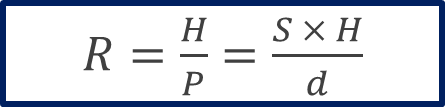 R = H/P = (S × H)/d